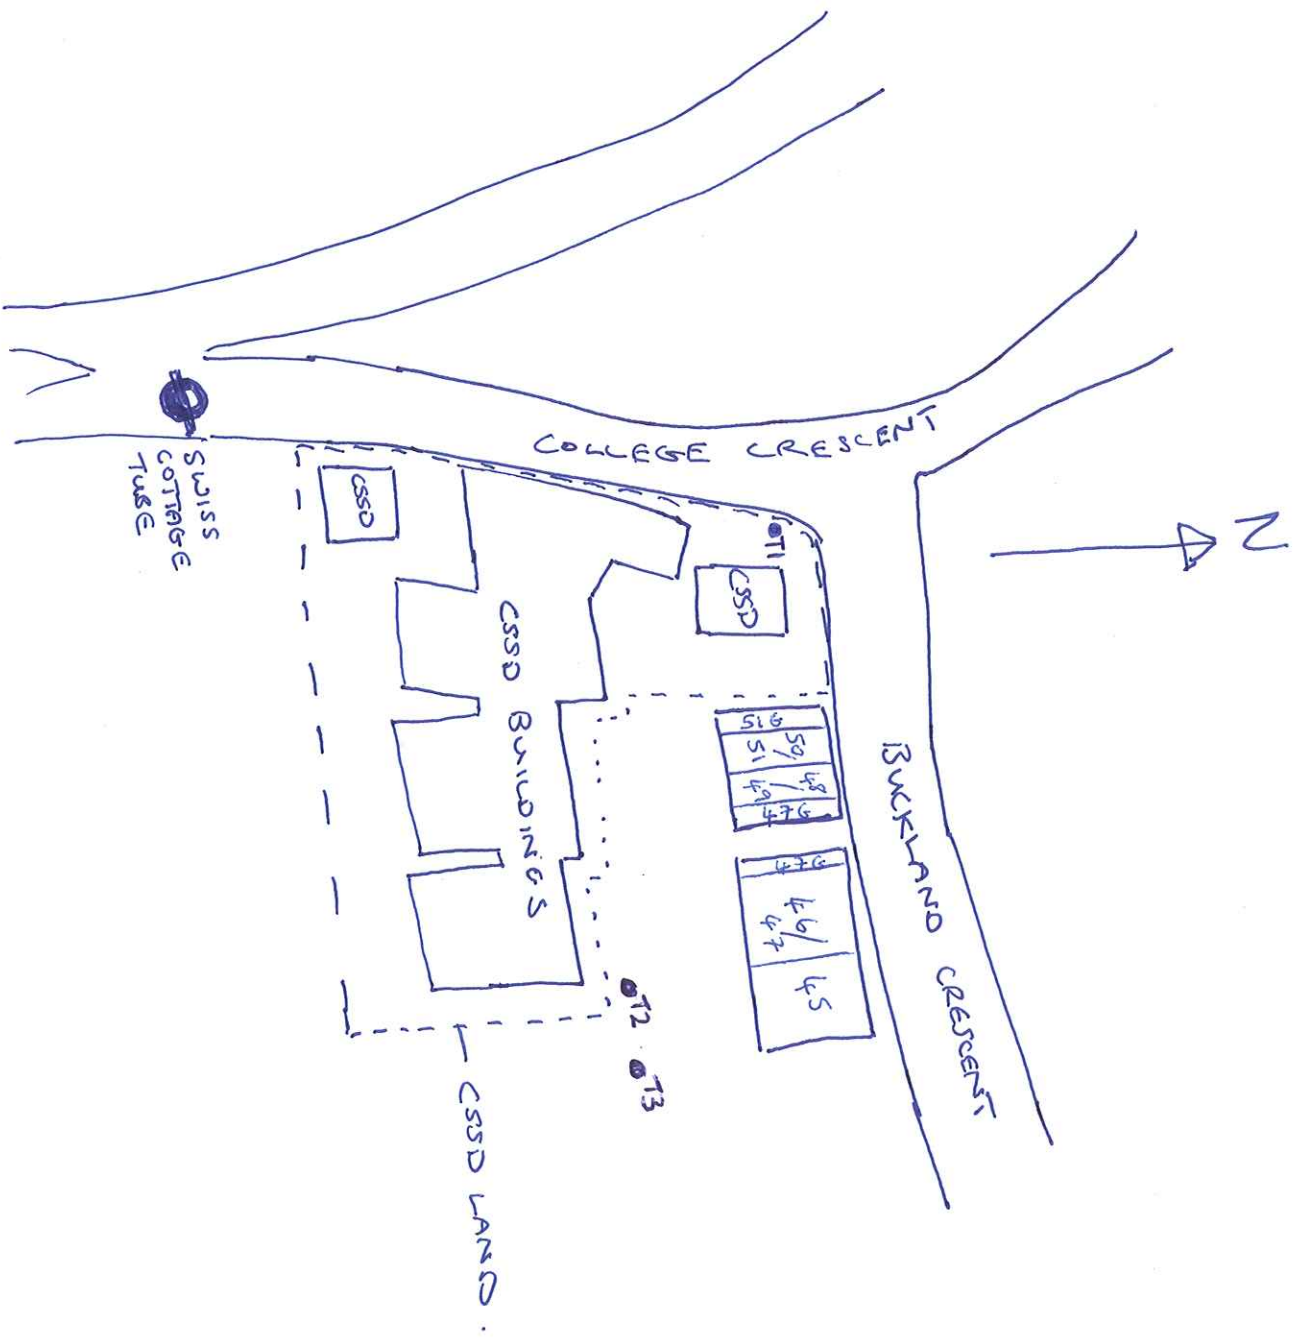 COLLEGE CRESCENT
SWISS
COTTAGE
TUBE
CSSD
T1
CSSD
N
CSSD BUILDINGS
51G
50/
51
48/
49
47G
47G
46/
47
45
BUCKLAND CRESCENT
T2
T3
CSSD LAND.